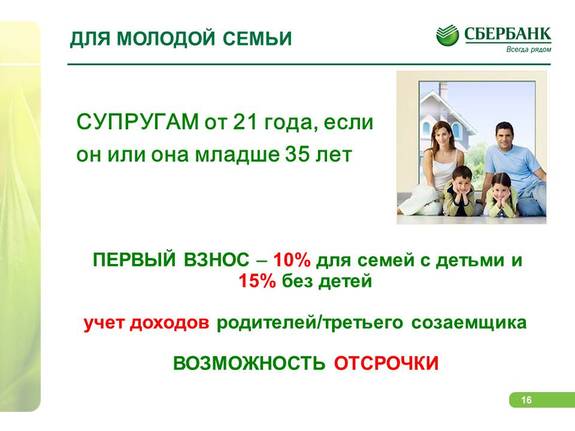 ДЛЯ МОЛОДОЙ СЕМЬИ
СБЕРБАНК
Всегда рядом
СУПРУГАМ от 21 года, если
он или она младше 35 лет
ПЕРВЫЙ ВЗНОС – 10% для семей с детьми и
15% без детей
учет доходов родителей/третьего созаемщика
ВОЗМОЖНОСТЬ ОТСРОЧКИ
16